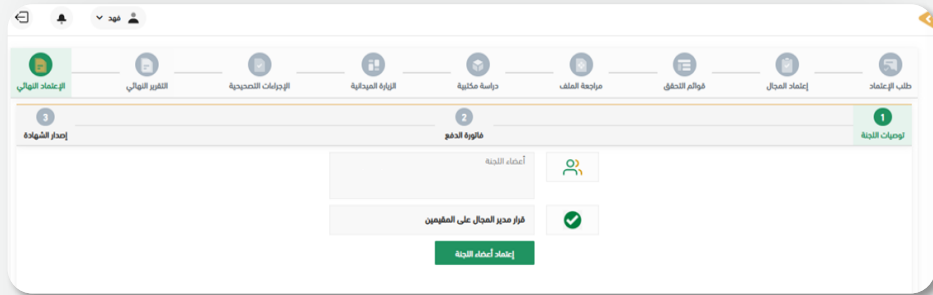 فهد
طلب الإعتماد
إعتماد المجال
قوائم التحقق
مراجعة الملف
دراسة مكتبية
الزيارة الميدانية
الإجراءات التصحيحية
التقرير النهائي
الإعتماد النهائي
1
توصيات اللجنة
2
فاتورة الدفع
3
إصدار الشهادة
أعضاء اللجنة
قرار مدير المجال على المقيمين
إعتماد أعضاء اللجنة